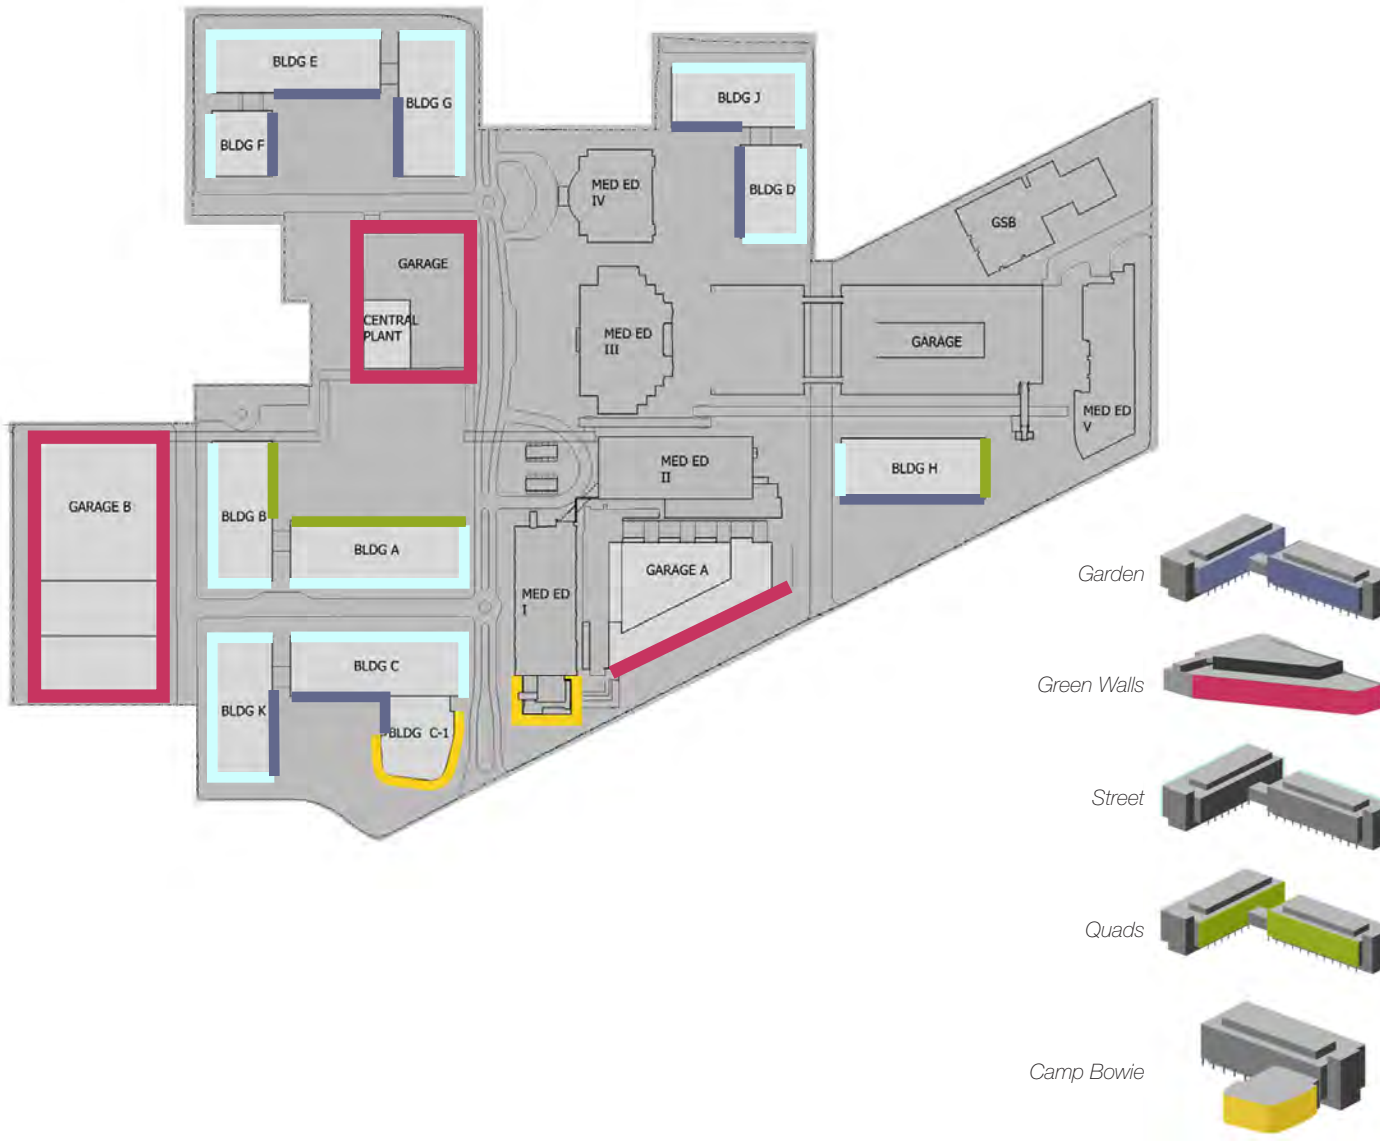 BLDG E
BLDG G
BLDG F
BLDG J
BLDG D
MED ED
IV
GSB
GARAGE
CENTRAL
PLANT
MED ED
III
GARAGE
MED ED
V
MED ED
II
BLDG H
GARAGE B
BLDG B
BLDG A
GARAGE A
MED ED
I
BLDG C
BLDG K
BLDG C-1
Garden
Green Walls
Street
Quads
Camp Bowie